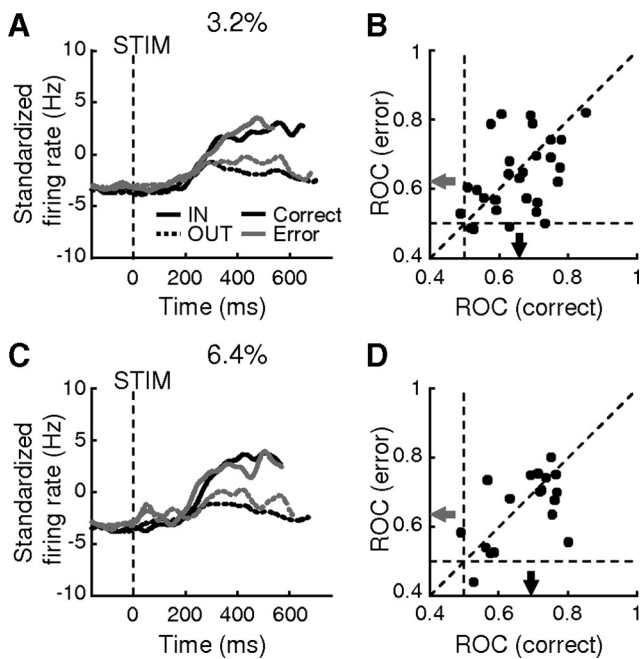 A
3.2%
STIM
Standardized
firing rate (Hz)
10
5
0
-5
-10
IN
OUT
Correct
Error
0
200
400
600
Time (ms)
B
ROC (error)
1
0.8
0.6
0.4
0.4
0.6
0.8
1
ROC (correct)
C
6.4%
STIM
Standardized
firing rate (Hz)
10
5
0
-5
-10
0
200
400
600
Time (ms)
D
ROC (error)
1
0.8
0.6
0.4
0.4
0.6
0.8
1
ROC (correct)